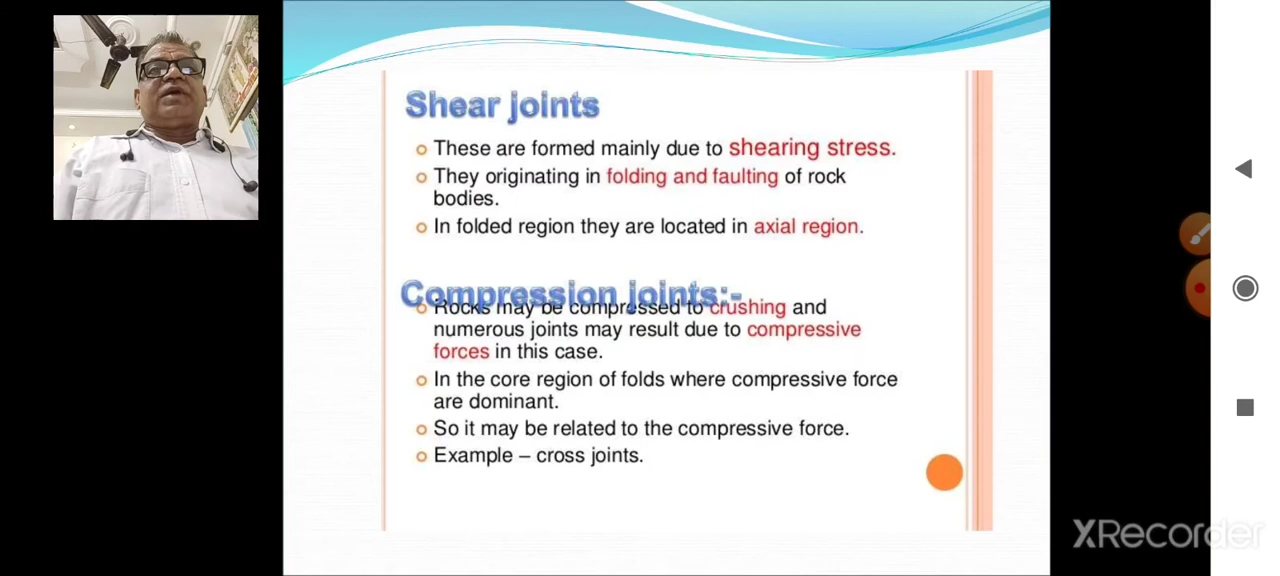 Shear joints
These are formed mainly due to shearing stress.
They originating in folding and faulting of rock
bodies.
In folded region they are located in axial region.
Compression joints:-
Rocks may be compressed to crushing and
numerous joints may result due to compressive
forces in this case.
In the core region of folds where compressive force
are dominant.
So it may be related to the compressive force.
Example – cross joints.
XRecorder